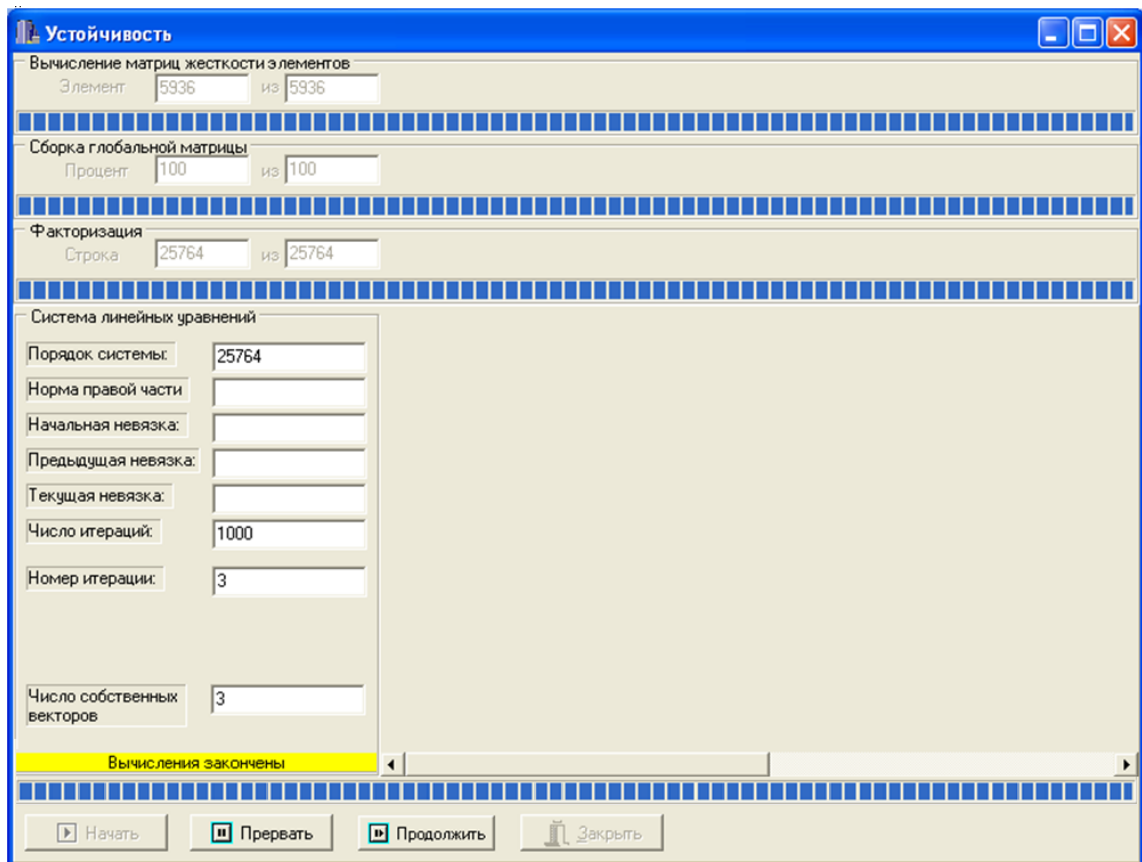 Устойчивость
Вычисление матриц жесткости элементов
Элемент 5936 из 5936
Сборка глобальной матрицы
Процент 100 из 100
Факторизация
Строка 25764 из 25764
Система линейных уравнений
Порядок системы: 25764
Норма правой части
Начальная невязка:
Предыдущая невязка:
Текущая невязка:
Число итераций: 1000
Номер итерации: 3
Число собственных 3
векторов
Вычисления закончены
Начать Прервать Продолжить Закрыть